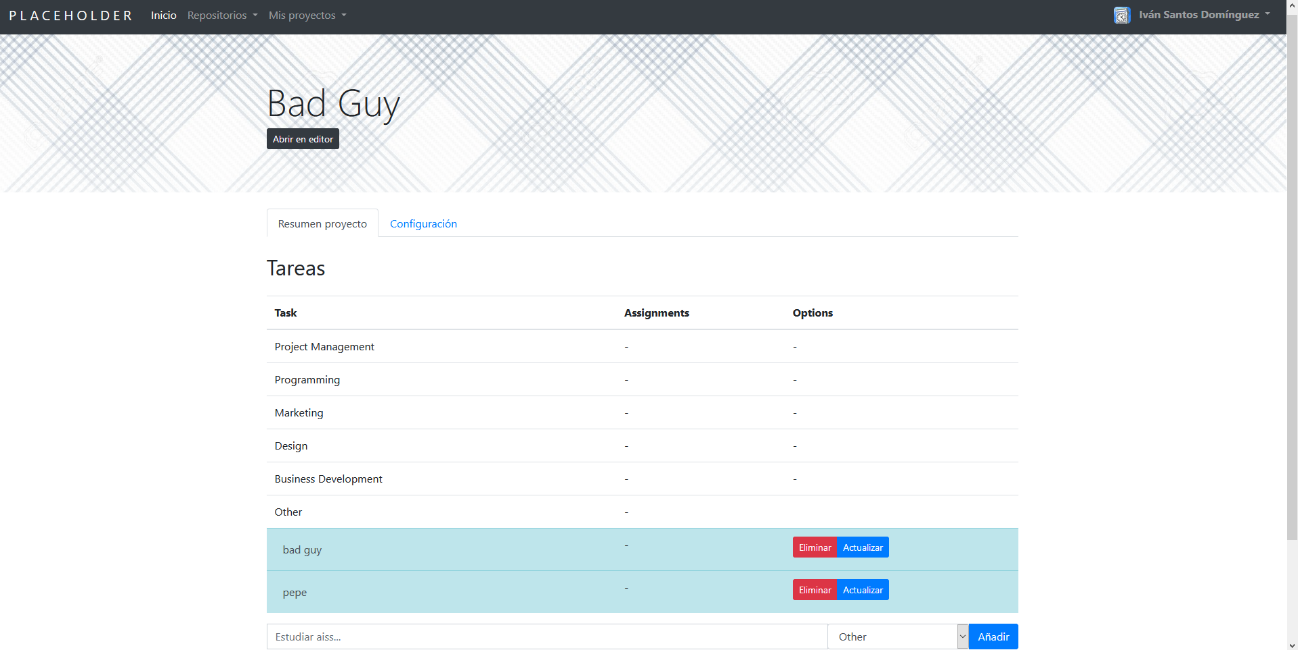 PLACEHOLDER Inicio Repositorios Mis proyectos Iván Santos Domínguez
Bad Guy
Abrir en editor
Resumen proyecto Configuración
Tareas
Task Assignments Options
Project Management - -
Programming - -
Marketing - -
Design - -
Business Development - -
Other -
bad guy - Eliminar Actualizar
pepe - Eliminar Actualizar
Estudiar aiss... Other Añadir